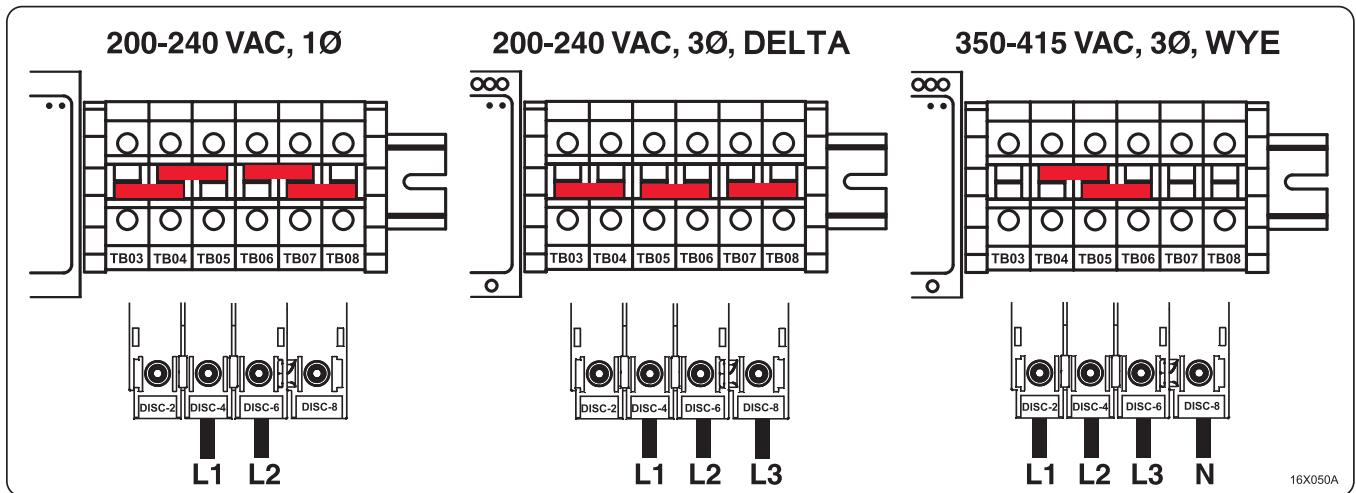 200-240 VAC, 1Ø
TB03 TB04 TB05 TB06 TB07 TB08
DISC-2 DISC-4 DISC-6 DISC-8
L1 L2
200-240 VAC, 3Ø, DELTA
TB03 TB04 TB05 TB06 TB07 TB08
DISC-2 DISC-4 DISC-6 DISC-8
L1 L2 L3
350-415 VAC, 3Ø, WYE
TB03 TB04 TB05 TB06 TB07 TB08
DISC-2 DISC-4 DISC-6 DISC-8
L1 L2 L3 N
16X050A